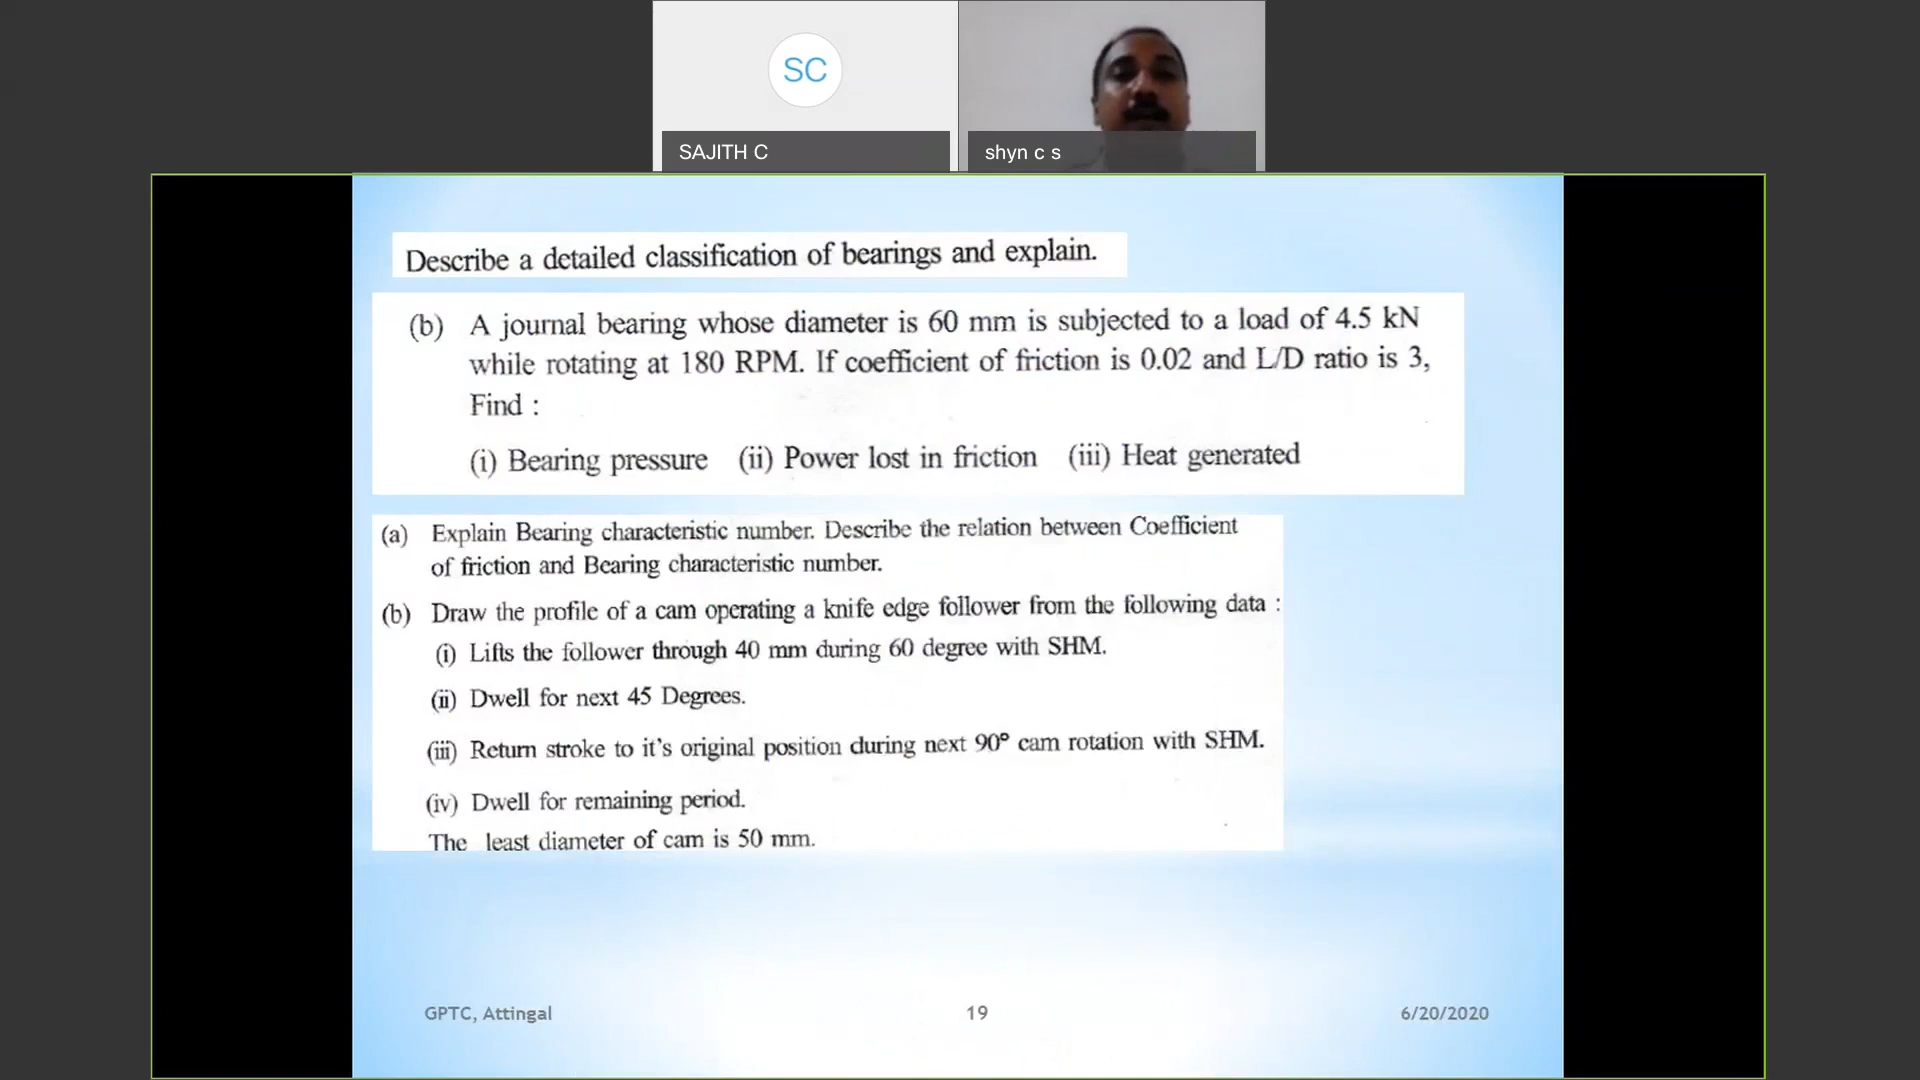 SC
SAJITH C
shyn c s
Describe a detailed classification of bearings and explain.
(b) A journal bearing whose diameter is 60 mm is subjected to a load of 4.5 kN
while rotating at 180 RPM. If coefficient of friction is 0.02 and L/D ratio is 3,
Find :
(i) Bearing pressure (ii) Power lost in friction (iii) Heat generated
(a) Explain Bearing characteristic number. Describe the relation between Coefficient
of friction and Bearing characteristic number.
(b) Draw the profile of a cam operating a knife edge follower from the following data :
(i) Lifts the follower through 40 mm during 60 degree with SHM.
(ii) Dwell for next 45 Degrees.
(iii) Return stroke to it's original position during next 90° cam rotation with SHM.
(iv) Dwell for remaining period.
The least diameter of cam is 50 mm.
GPTC, Attingal 19 6/20/2020